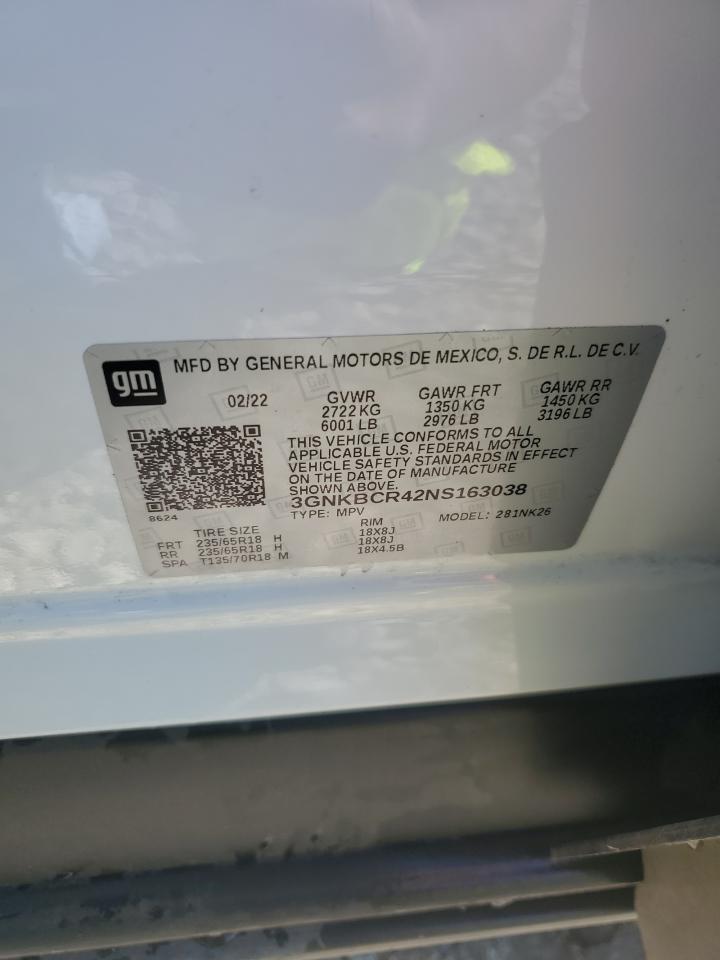 gm
MFD BY GENERAL MOTORS DE MEXICO, S. DE R.L. DE C.V.
02/22 GVWR GAWR FRT GAWR RR
2722 KG 1350 KG 1450 KG
6001 LB 2976 LB 3196 LB
THIS VEHICLE CONFORMS TO ALL
APPLICABLE U.S. FEDERAL MOTOR
VEHICLE SAFETY STANDARDS IN EFFECT
ON THE DATE OF MANUFACTURE
SHOWN ABOVE.
3GNKBCR42NS163038
8624 TYPE: MPV MODEL: 281NK26
TIRE SIZE RIM
FRT 235/65R18 H 18X8J
RR 235/65R18 H 18X8J
SPA T135/70R18 M 18X4.5B